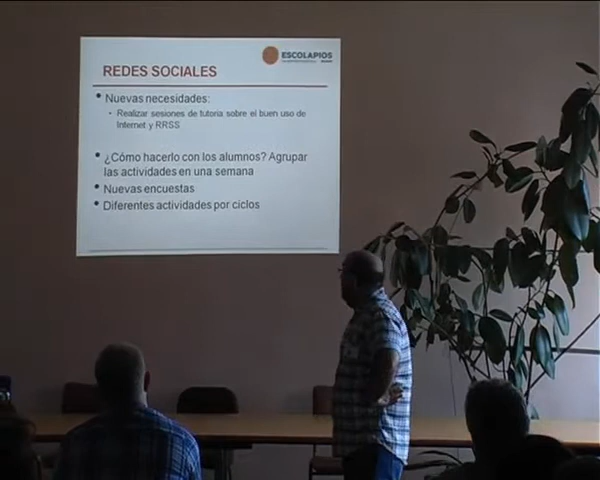 ESCOLAPIOS
REDES SOCIALES
• Nuevas necesidades:
• Realizar sesiones de tutoria sobre el buen uso de
Internet y RRSS
• ¿Cómo hacerlo con los alumnos? Agrupar
las actividades en una semana
• Nuevas encuestas
• Diferentes actividades por ciclos